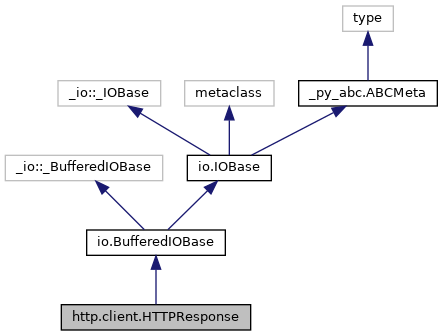 type
_io::_IOBase
metaclass
_py_abc.ABCMeta
_io::_BufferedIOBase
io.IOBase
io.BufferedIOBase
http.client.HTTPResponse